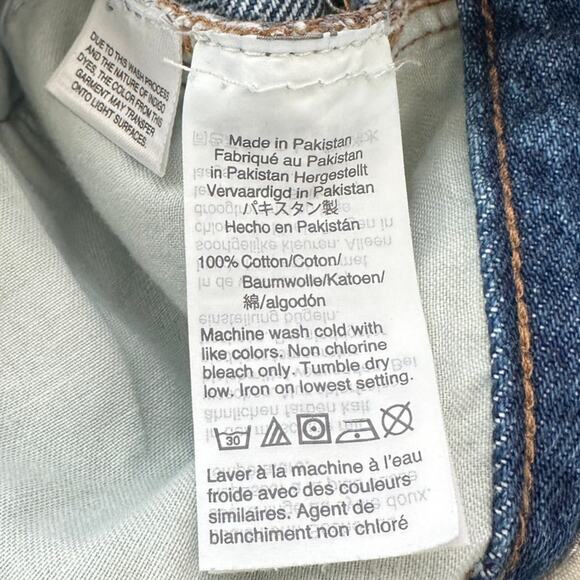 DUE TO THIS WASH PROCESS
AND THE NATURE OF INDIGO
DYES, THE COLOR FROM THIS
GARMENT MAY TRANSFER
ONTO LIGHT SURFACES.
Made in Pakistan
Fabriqué au Pakistan
in Pakistan Hergestellt
Vervaardigd in Pakistan
パキスタン製
Hecho en Pakistán
100% Cotton/Coton/
Baumwolle/Katoen/
綿/algodón
Machine wash cold with
like colors. Non chlorine
bleach only. Tumble dry
low. Iron on lowest setting.
30
Laver à la machine à l'eau
froide avec des couleurs
similaires. Agent de
blanchiment non chloré